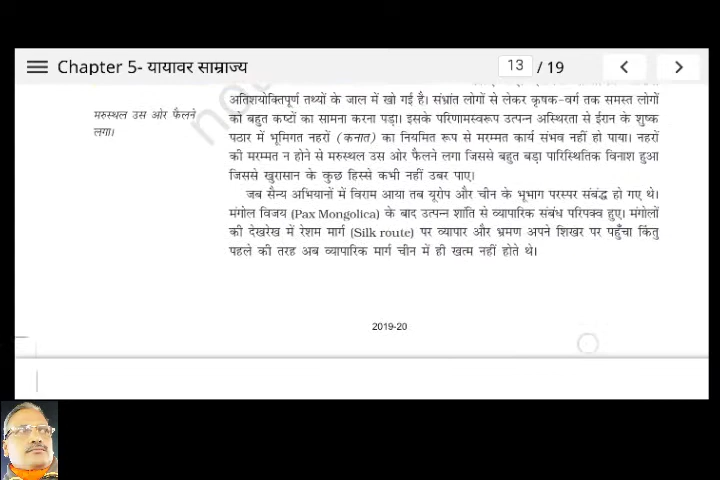 Chapter 5- यायावर साम्राज्य
13 / 19
अतिशयोक्तिपूर्ण तथ्यों के जाल में खो गई है। संभ्रांत लोगों से लेकर कृषक-वर्ग तक समस्त लोगों
को बहुत कष्टों का सामना करना पड़ा। इसके परिणामस्वरूप उत्पन्न अस्थिरता से ईरान के शुष्क
पठार में भूमिगत नहरों (कनात) का नियमित रूप से मरम्मत कार्य संभव नहीं हो पाया। नहरों
की मरम्मत न होने से मरुस्थल उस ओर फैलने लगा जिससे बहुत बड़ा पारिस्थितिक विनाश हुआ
जिससे खुरासान के कुछ हिस्से कभी नहीं उबर पाए।
मरुस्थल उस ओर फैलने
लगा।
जब सैन्य अभियानों में विराम आया तब यूरोप और चीन के भूभाग परस्पर संबंद्ध हो गए थे।
मंगोल विजय (Pax Mongolica) के बाद उत्पन्न शांति से व्यापारिक संबंध परिपक्व हुए। मंगोलों
की देखरेख में रेशम मार्ग (Silk route) पर व्यापार और भ्रमण अपने शिखर पर पहुँचा किंतु
पहले की तरह अब व्यापारिक मार्ग चीन में ही खत्म नहीं होते थे।
2019-20